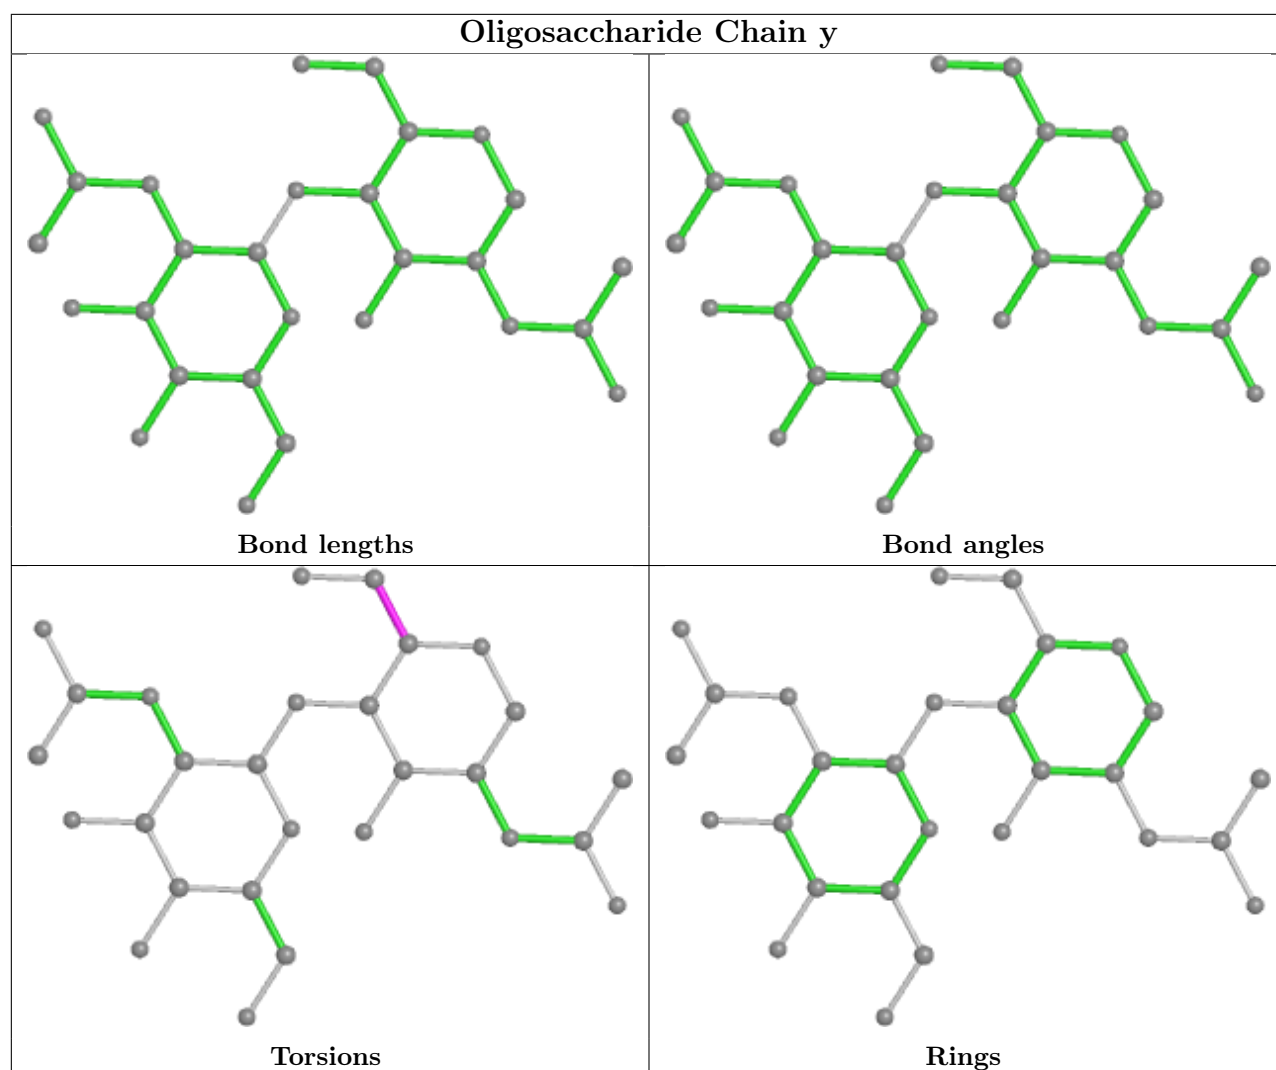 Oligosaccharide Chain y
Bond lengths
Bond angles
Torsions
Rings